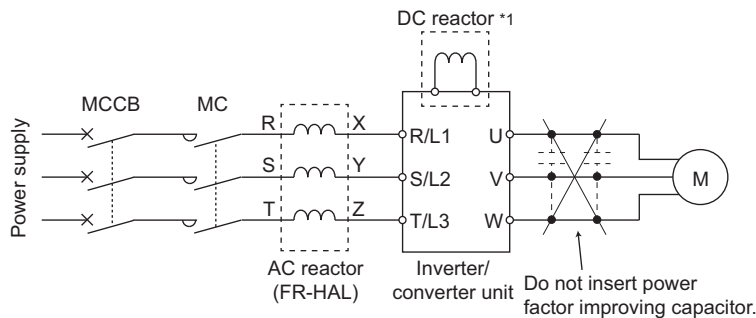 DC reactor *1
MCCB
MC
R
X
R/L1
U
S
Y
S/L2
V
M
T
Z
T/L3
W
Power supply
AC reactor
(FR-HAL)
Inverter/
converter unit
Do not insert power
factor improving capacitor.